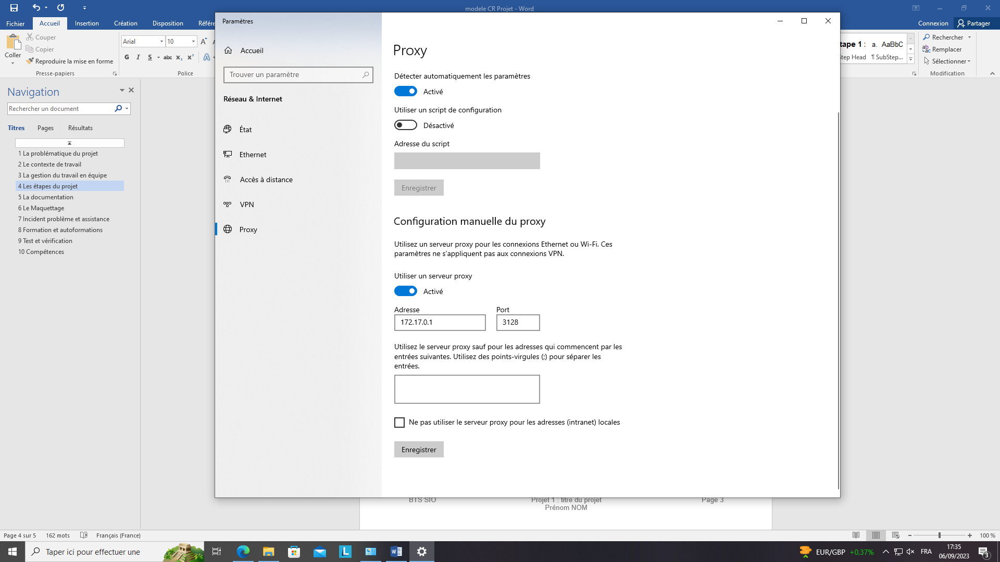 modele CR Projet - Word
Fichier
Accueil
Insertion
Création
Disposition
Référe
Connexion
Partager
Coller
Couper
Copier
Reproduire la mise en forme
Presse-papiers
Arial
10
G I S abc x₂ x² A
Police
tape 1 : a. AaBbC
tep Head ¶ SubStep...
Rechercher
Remplacer
Sélectionner
Modification
Navigation
Rechercher un document
Titres Pages Résultats
1 La problématique du projet
2 Le contexte de travail
3 La gestion du travail en équipe
4 Les étapes du projet
5 La documentation
6 Le Maquettage
7 Incident problème et assistance
8 Formation et autoformations
9 Test et vérification
10 Compétences
Paramètres
Accueil
Trouver un paramètre
Réseau & Internet
État
Ethernet
Accès à distance
VPN
Proxy
Proxy
Détecter automatiquement les paramètres
Activé
Utiliser un script de configuration
Désactivé
Adresse du script
Enregistrer
Configuration manuelle du proxy
Utilisez un serveur proxy pour les connexions Ethernet ou Wi-Fi. Ces
paramètres ne s'appliquent pas aux connexions VPN.
Utiliser un serveur proxy
Activé
Adresse Port
172.17.0.1 3128
Utilisez le serveur proxy sauf pour les adresses qui commencent par les
entrées suivantes. Utilisez des points-virgules (;) pour séparer les
entrées.
Ne pas utiliser le serveur proxy pour les adresses (intranet) locales
Enregistrer
BTS SIO Projet 1 : titre du projet Page 3
Prénom NOM
Page 4 sur 5 162 mots Français (France)
100 %
Taper ici pour effectuer une
EUR/GBP +0,37%
FRA
17:35
06/09/2023
3